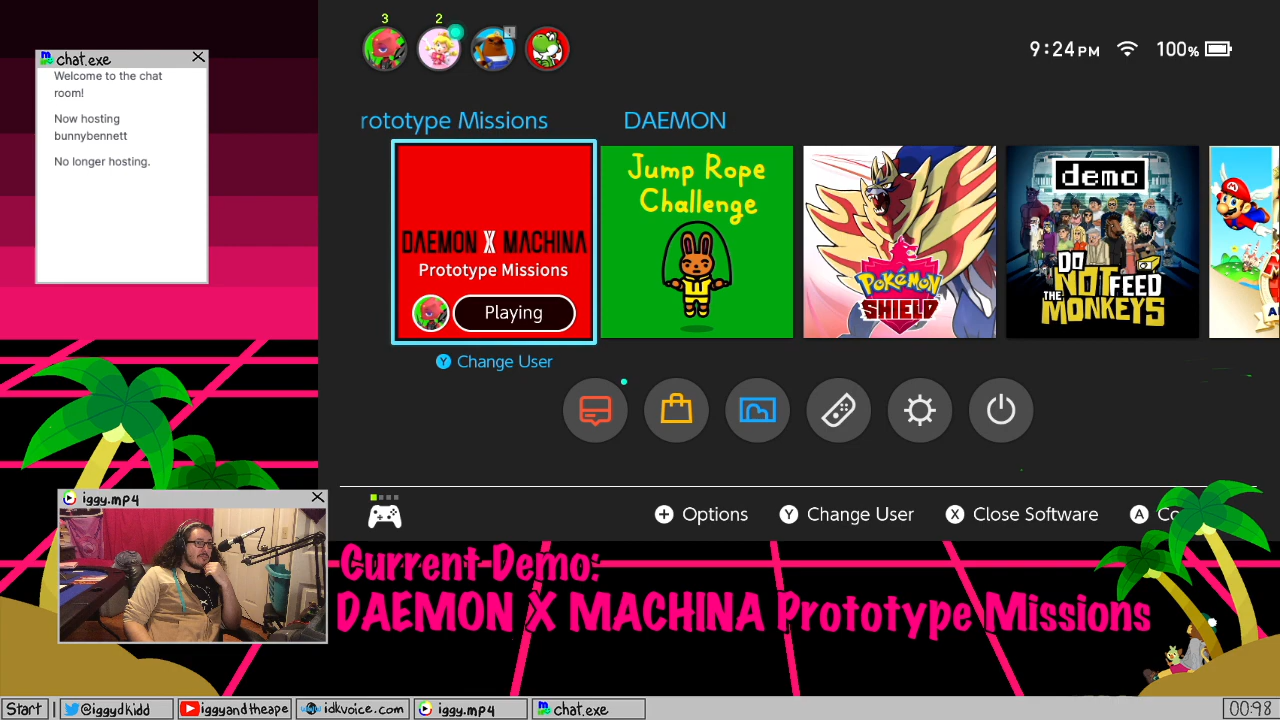 chat.exe
Welcome to the chat
room!
Now hosting
bunnybennett
No longer hosting.
3
2
9:24 PM
100%
rototype Missions
DAEMON
DAEMON X MACHINA
Prototype Missions
Playing
Jump Rope
Challenge
POKÉMON
SHIELD
demo
DO
NOT FEED
THE
MONKEYS
Y Change User
+ Options
Y Change User
X Close Software
A Co
iggy.mp4
Current Demo:
DAEMON X MACHINA Prototype Missions
Start
@iggydkidd
iggyandtheape
idkvoice.com
iggy.mp4
chat.exe
00:98